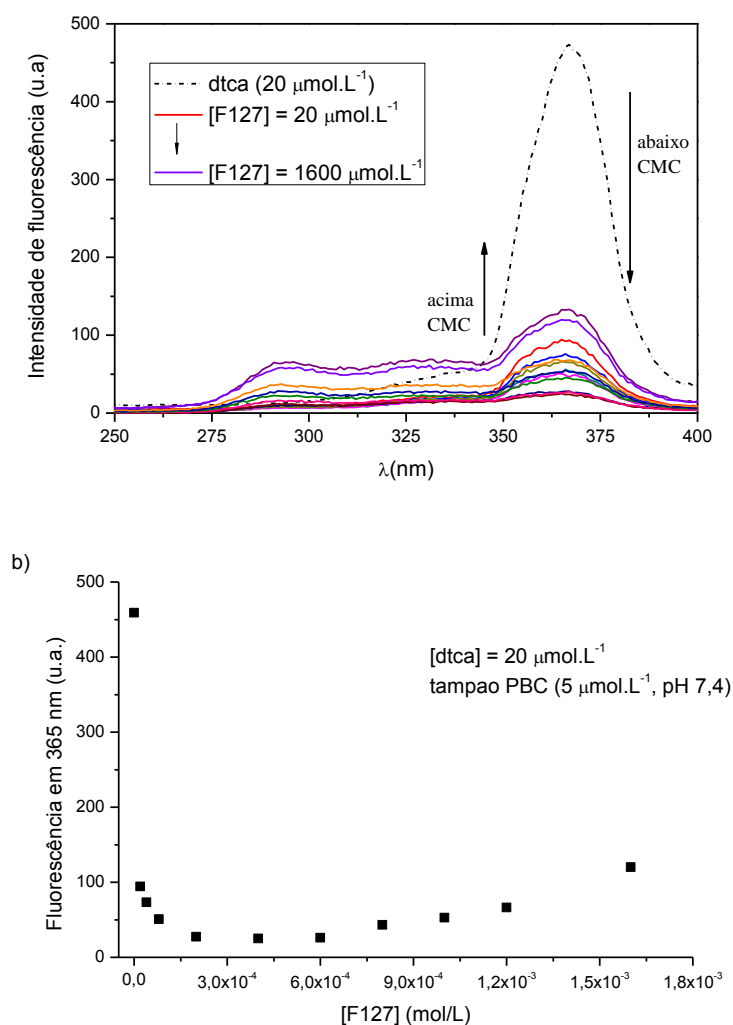 500
400
300
200
100
0
Intensidade de fluorescência (u.a)
dtca (20 μmol.L⁻¹)
[F127] = 20 μmol.L⁻¹
[F127] = 1600 μmol.L⁻¹
abaixo
CMC
acima
CMC
250 275 300 325 350 375 400
λ(nm)
b)
500
400
300
200
100
0
Fluorescência em 365 nm (u.a.)
[dtca] = 20 μmol.L⁻¹
tampao PBC (5 μmol.L⁻¹, pH 7,4)
0,0 3,0x10⁻⁴ 6,0x10⁻⁴ 9,0x10⁻⁴ 1,2x10⁻³ 1,5x10⁻³ 1,8x10⁻³
[F127] (mol/L)